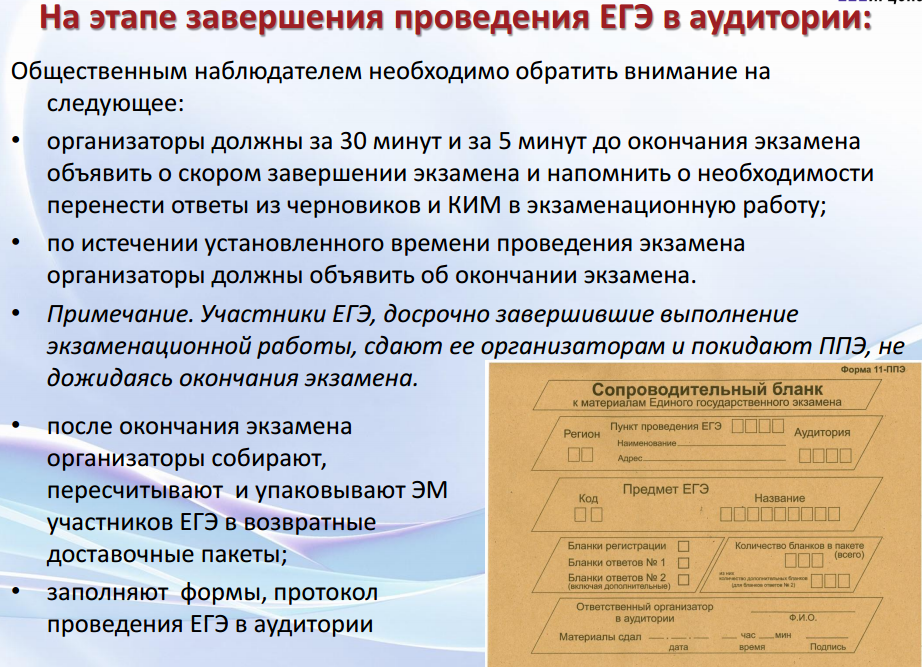 На этапе завершения проведения ЕГЭ в аудитории:
Общественным наблюдателем необходимо обратить внимание на
следующее:
• организаторы должны за 30 минут и за 5 минут до окончания экзамена
объявить о скором завершении экзамена и напомнить о необходимости
перенести ответы из черновиков и КИМ в экзаменационную работу;
• по истечении установленного времени проведения экзамена
организаторы должны объявить об окончании экзамена.
• Примечание. Участники ЕГЭ, досрочно завершившие выполнение
экзаменационной работы, сдают ее организаторам и покидают ППЭ, не
дожидаясь окончания экзамена.
• после окончания экзамена
организаторы собирают,
пересчитывают и упаковывают ЭМ
участников ЕГЭ в возвратные
доставочные пакеты;
• заполняют формы, протокол
проведения ЕГЭ в аудитории
Форма 11-ППЭ
Сопроводительный бланк
к материалам Единого государственного экзамена
Регион
Пункт проведения ЕГЭ
Наименование
Адрес
Аудитория
Предмет ЕГЭ
Код
Название
Бланки регистрации
Бланки ответов № 1
Бланки ответов № 2
(включая дополнительные)
Количество бланков в пакете
(всего)
из них
количество дополнительных бланков
(для бланков ответов № 2)
Ответственный организатор
в аудитории
Ф.И.О.
Материалы сдал
час мин
дата
время
Подпись